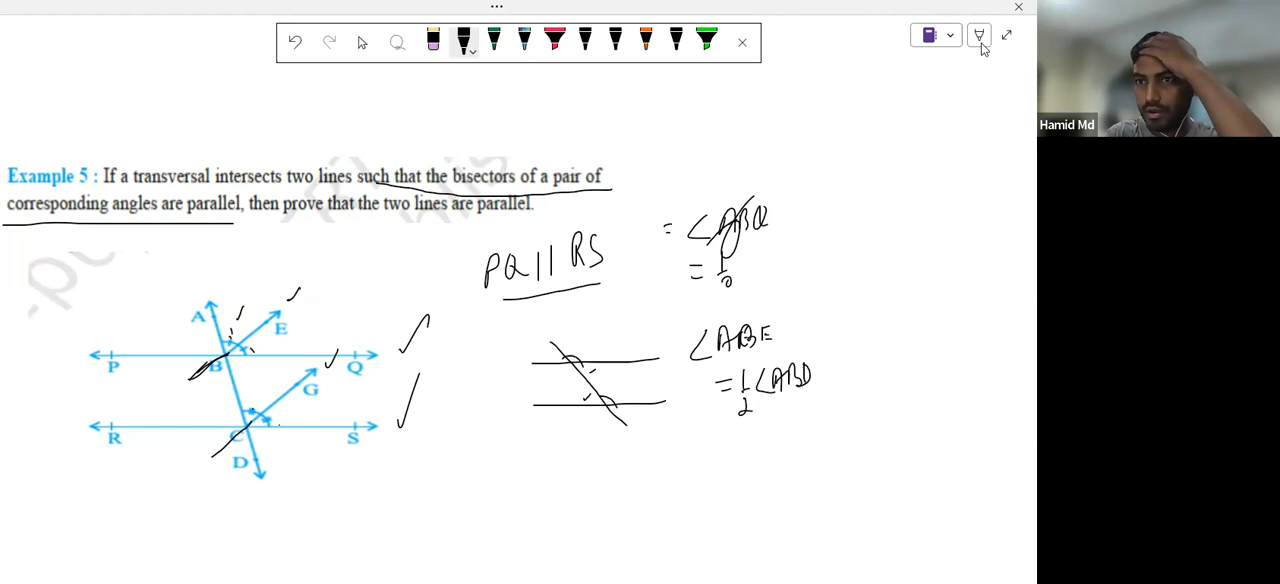 Hamid Md
Example 5 : If a transversal intersects two lines such that the bisectors of a pair of
corresponding angles are parallel, then prove that the two lines are parallel.
= ∠ABQ
=
PQ || RS
A
E
P
B
Q
G
R
C
S
D
∠ABE
= 1/2 ∠ABD